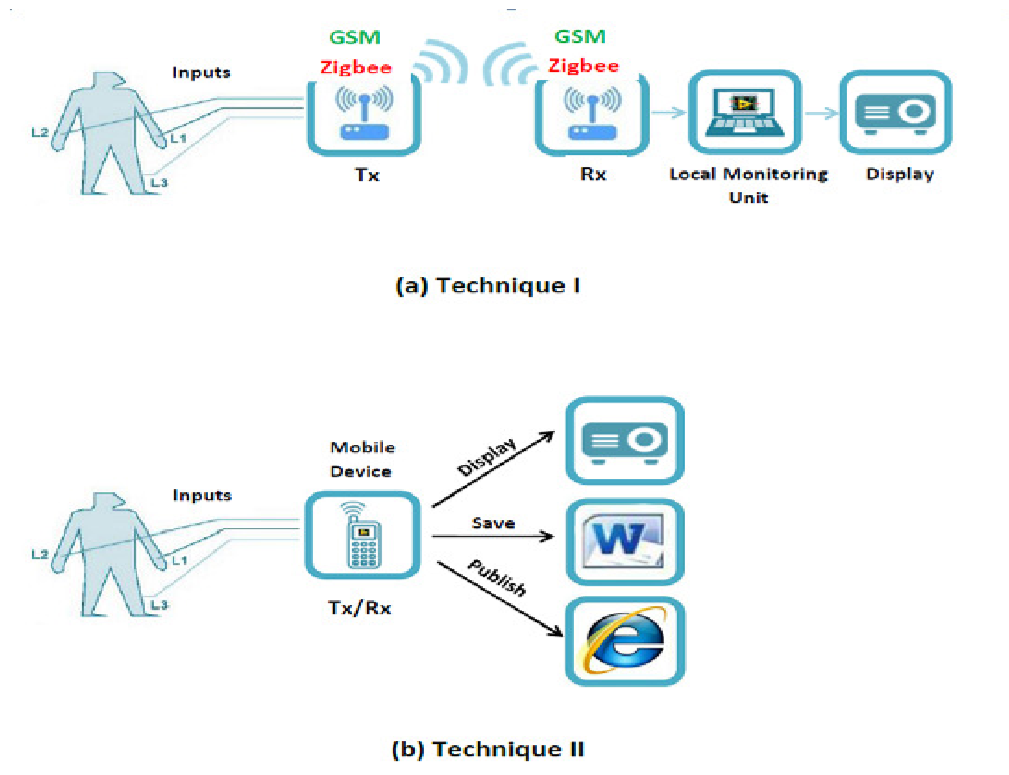 GSM
Zigbee
GSM
Zigbee
Inputs
L2
L1
L3
Tx
Rx
Local Monitoring
Unit
Display
(a) Technique I
Mobile
Device
Inputs
L2
L1
L3
Tx/Rx
Display
Save
Publish
W
e
(b) Technique II